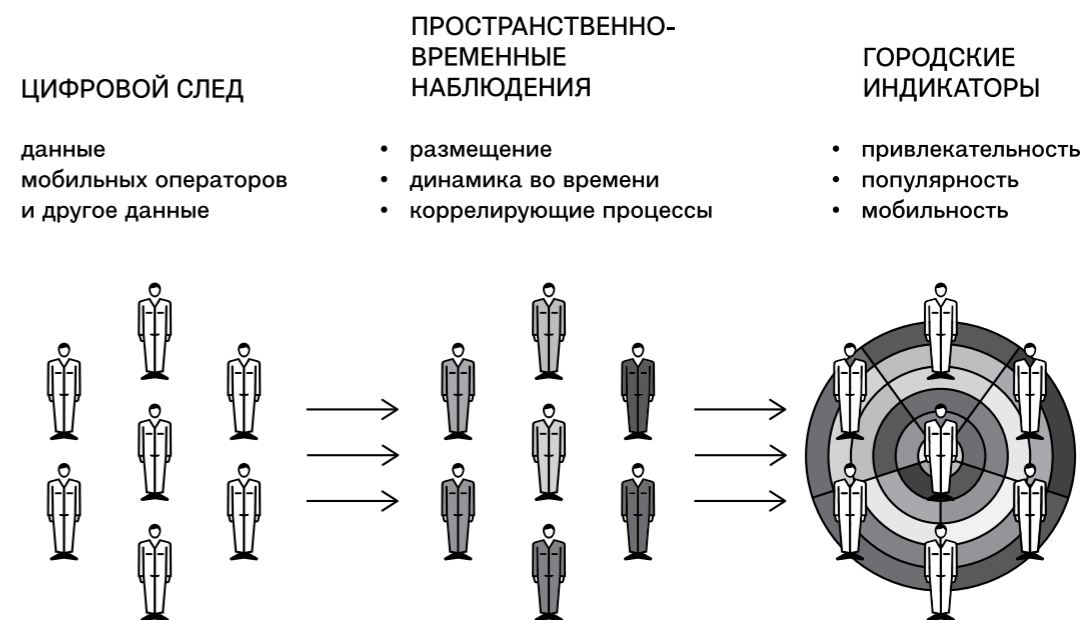 ЦИФРОВОЙ СЛЕД
данные
мобильных операторов
и другое данные
ПРОСТРАНСТВЕННО-
ВРЕМЕННЫЕ
НАБЛЮДЕНИЯ
• размещение
• динамика во времени
• коррелирующие процессы
ГОРОДСКИЕ
ИНДИКАТОРЫ
• привлекательность
• популярность
• мобильность